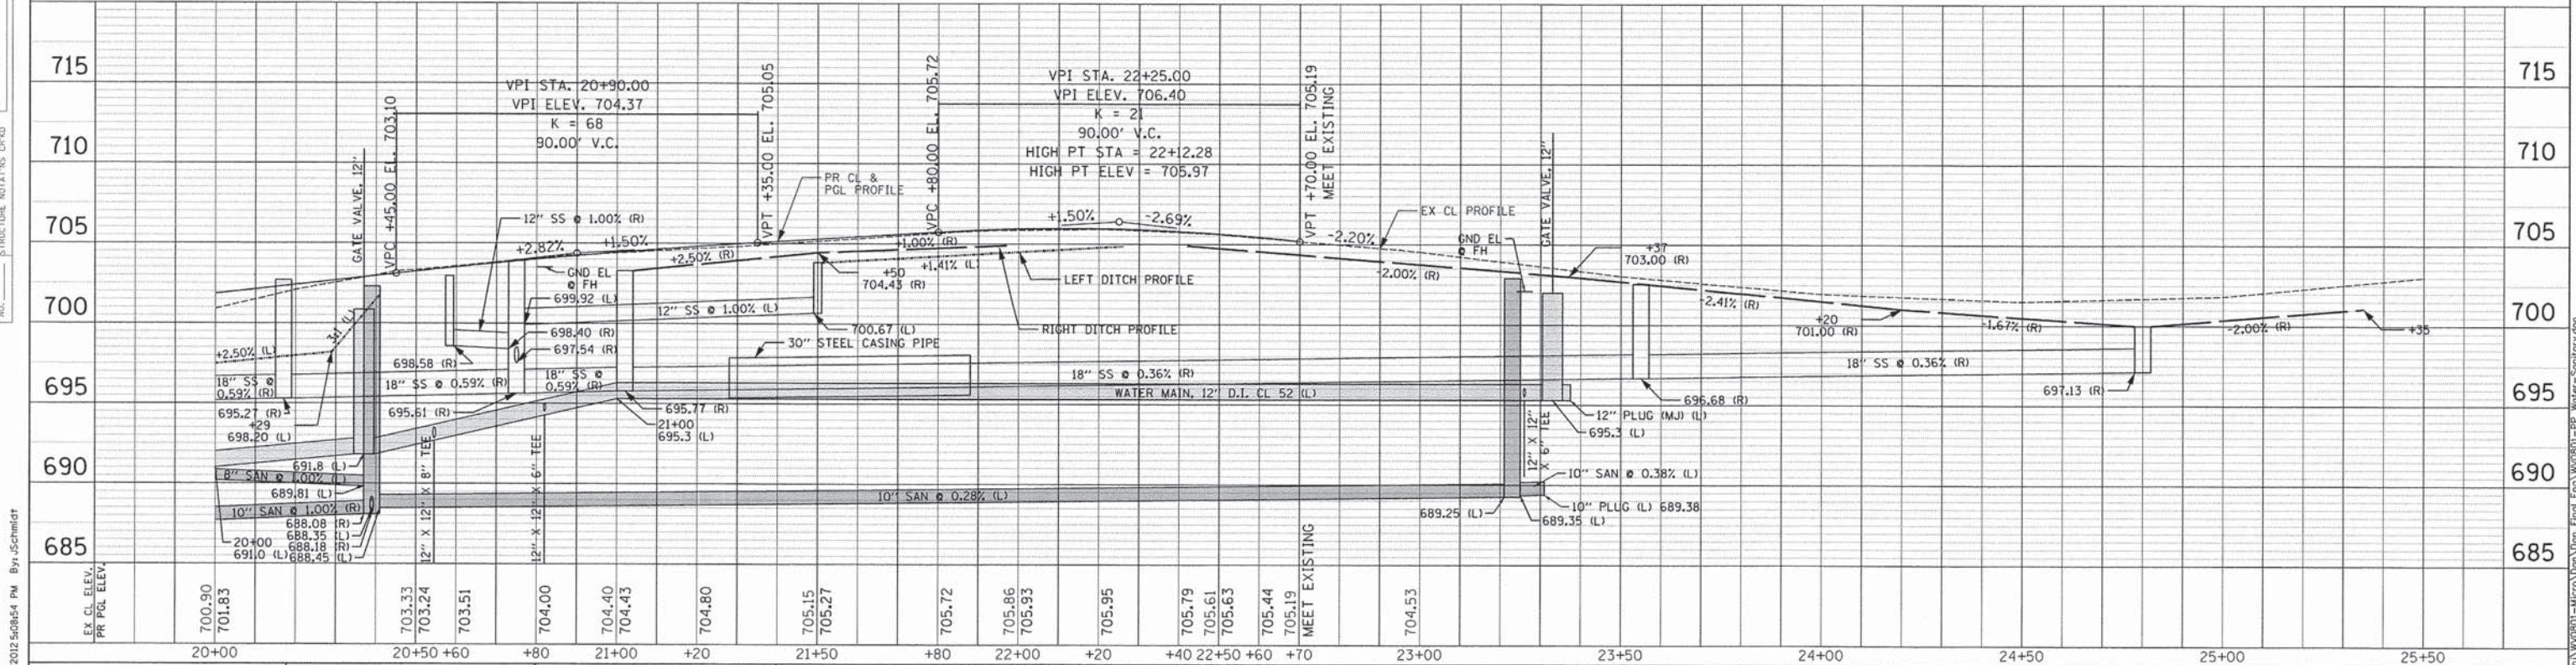 715
710
705
700
695
690
685
GATE VALVE, 12"
VPC +45.00 EL. 703.10
VPI STA. 20+90.00
VPI ELEV. 704.37
K = 68
90.00' V.C.
VPT +35.00 EL. 705.05
VPC +80.00 EL. 705.72
VPI STA. 22+25.00
VPI ELEV. 706.40
K = 21
90.00' V.C.
HIGH PT STA = 22+12.28
HIGH PT ELEV = 705.97
VPT +70.00 EL. 705.19
MEET EXISTING
GATE VALVE, 12"
715
710
705
700
695
690
685
PR CL &
PGL PROFILE
12" SS @ 1.00% (R)
+2.82%
+1.50%
+2.50% (R)
+1.00% (R)
+1.41% (L)
+1.50%
-2.69%
-2.20%
EX CL PROFILE
GND EL
@ FH
+37
703.00 (R)
-2.00% (R)
-2.41% (R)
+20
701.00 (R)
-1.67% (R)
-2.00% (R)
+35
GND EL
@ FH
699.92 (L)
12" SS @ 1.00% (L)
+50
704.43 (R)
LEFT DITCH PROFILE
RIGHT DITCH PROFILE
700.67 (L)
30" STEEL CASING PIPE
698.40 (R)
697.54 (R)
698.58 (R)
3:1 (L)
+2.50% (L)
18" SS @
0.59% (R)
695.27 (R)
+29
698.20 (L)
18" SS @ 0.59% (R)
18" SS @
0.59% (R)
695.61 (R)
695.77 (R)
21+00
695.3 (L)
18" SS @ 0.36% (R)
WATER MAIN, 12" D.I. CL 52 (L)
18" SS @ 0.36% (R)
697.13 (R)
696.68 (R)
12" PLUG (MJ) (L)
695.3 (L)
12" X 12"
X 6" TEE
10" SAN @ 0.38% (L)
10" PLUG (L) 689.38
689.25 (L)
689.35 (L)
691.8 (L)
8" SAN @ 1.00% (L)
689.81 (L)
10" SAN @ 1.00% (R)
688.08 (R)
688.35 (L)
688.18 (R)
688.45 (L)
20+00
691.0 (L)
12" X 12" X 8" TEE
12" X 12" X 6" TEE
10" SAN @ 0.28% (L)
MEET EXISTING
EX CL ELEV.
PR PGL ELEV.
700.90
701.83
703.33
703.24
703.51
704.00
704.40
704.43
704.80
705.15
705.27
705.72
705.86
705.93
705.95
705.79
705.61
705.63
705.44
705.19
704.53
20+00
20+50
+60
+80
21+00
+20
21+50
+80
22+00
+20
+40
22+50
+60
+70
23+00
23+50
24+00
24+50
25+00
25+50
2012 5:08:54 PM By: JSchmidt